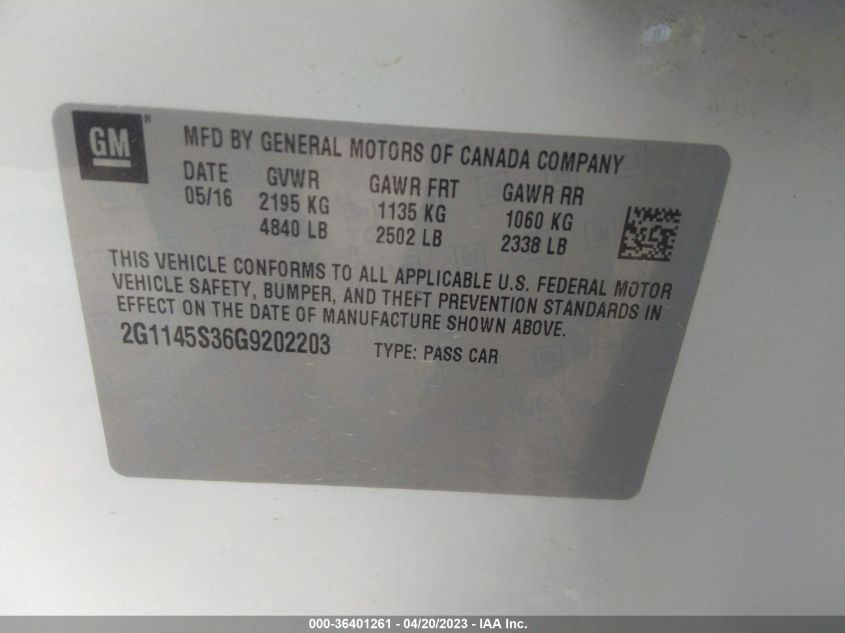 GM®
MFD BY GENERAL MOTORS OF CANADA COMPANY
DATE GVWR GAWR FRT GAWR RR
05/16 2195 KG 1135 KG 1060 KG
4840 LB 2502 LB 2338 LB
THIS VEHICLE CONFORMS TO ALL APPLICABLE U.S. FEDERAL MOTOR
VEHICLE SAFETY, BUMPER, AND THEFT PREVENTION STANDARDS IN
EFFECT ON THE DATE OF MANUFACTURE SHOWN ABOVE.
2G1145S36G9202203 TYPE: PASS CAR
000-36401261 - 04/20/2023 - IAA Inc.